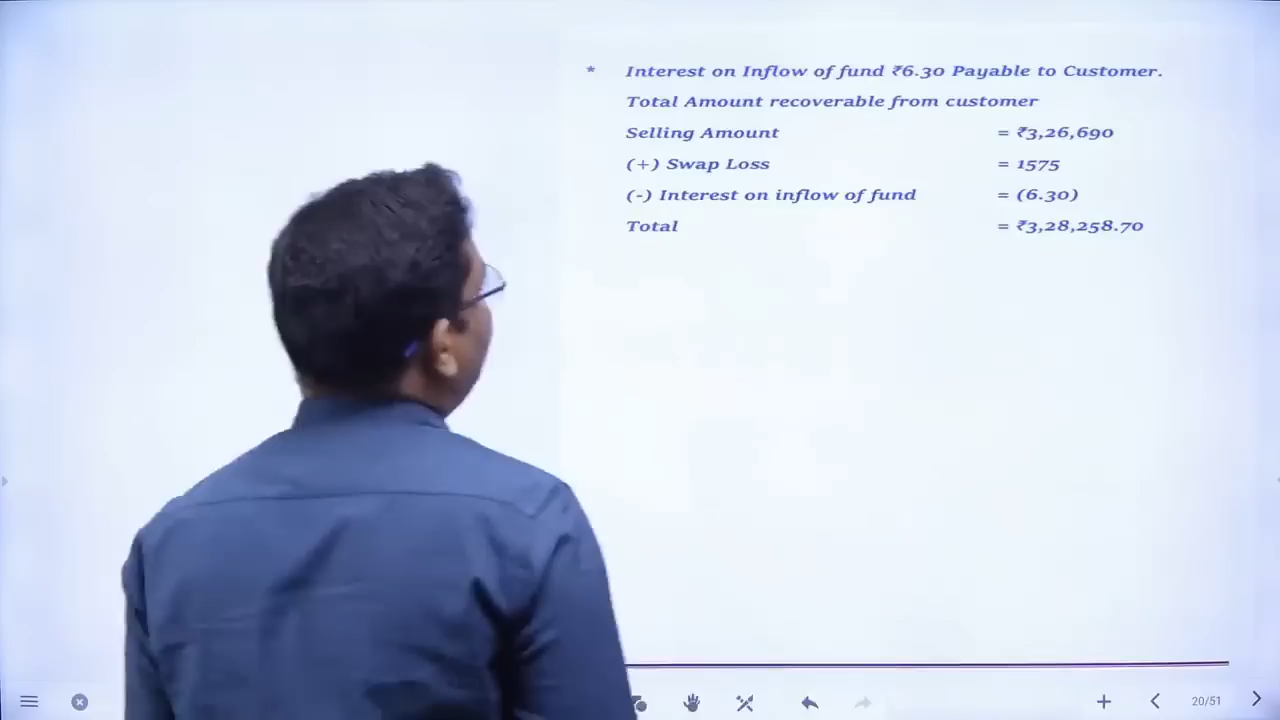 * Interest on Inflow of fund ₹6.30 Payable to Customer.
Total Amount recoverable from customer
Selling Amount = ₹3,26,690
(+) Swap Loss = 1575
(-) Interest on inflow of fund = (6.30)
Total = ₹3,28,258.70
20/51